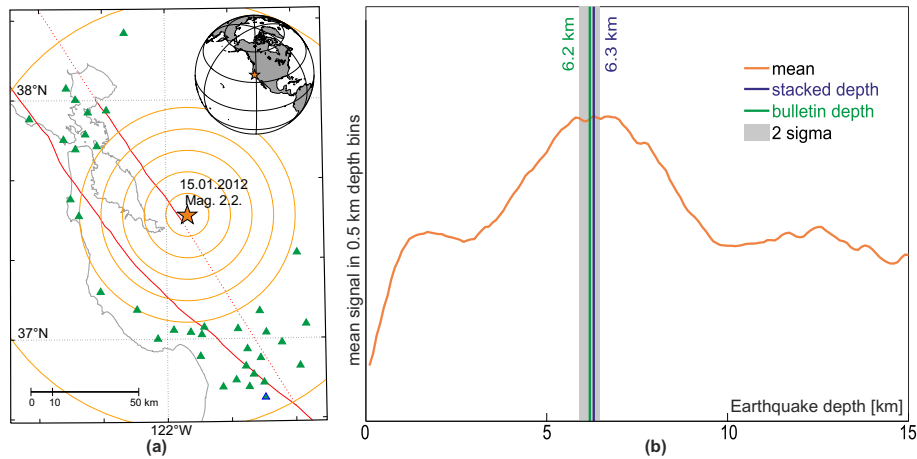 38°N
15.01.2012
Mag. 2.2.
37°N
0 10 50 km
122°W
(a)
6.2 km
6.3 km
mean
stacked depth
bulletin depth
2 sigma
mean signal in 0.5 km depth bins
Earthquake depth [km]
0 5 10 15
(b)